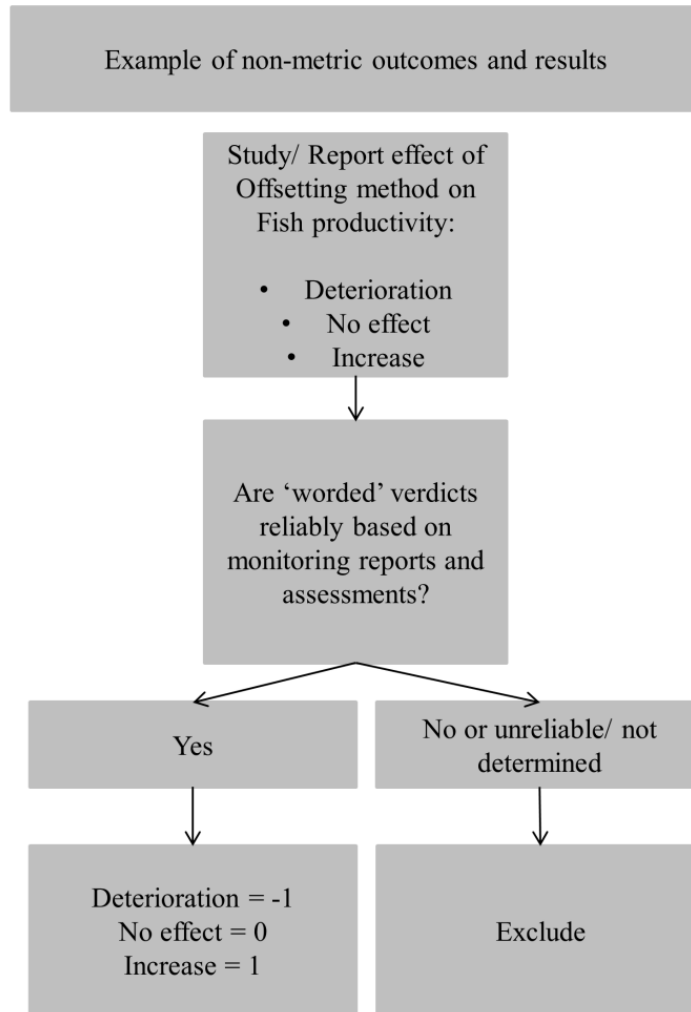 Example of non-metric outcomes and results
Study/ Report effect of
Offsetting method on
Fish productivity:
• Deterioration
• No effect
• Increase
Are ‘worded’ verdicts
reliably based on
monitoring reports and
assessments?
Yes
No or unreliable/ not
determined
Deterioration = -1
No effect = 0
Increase = 1
Exclude